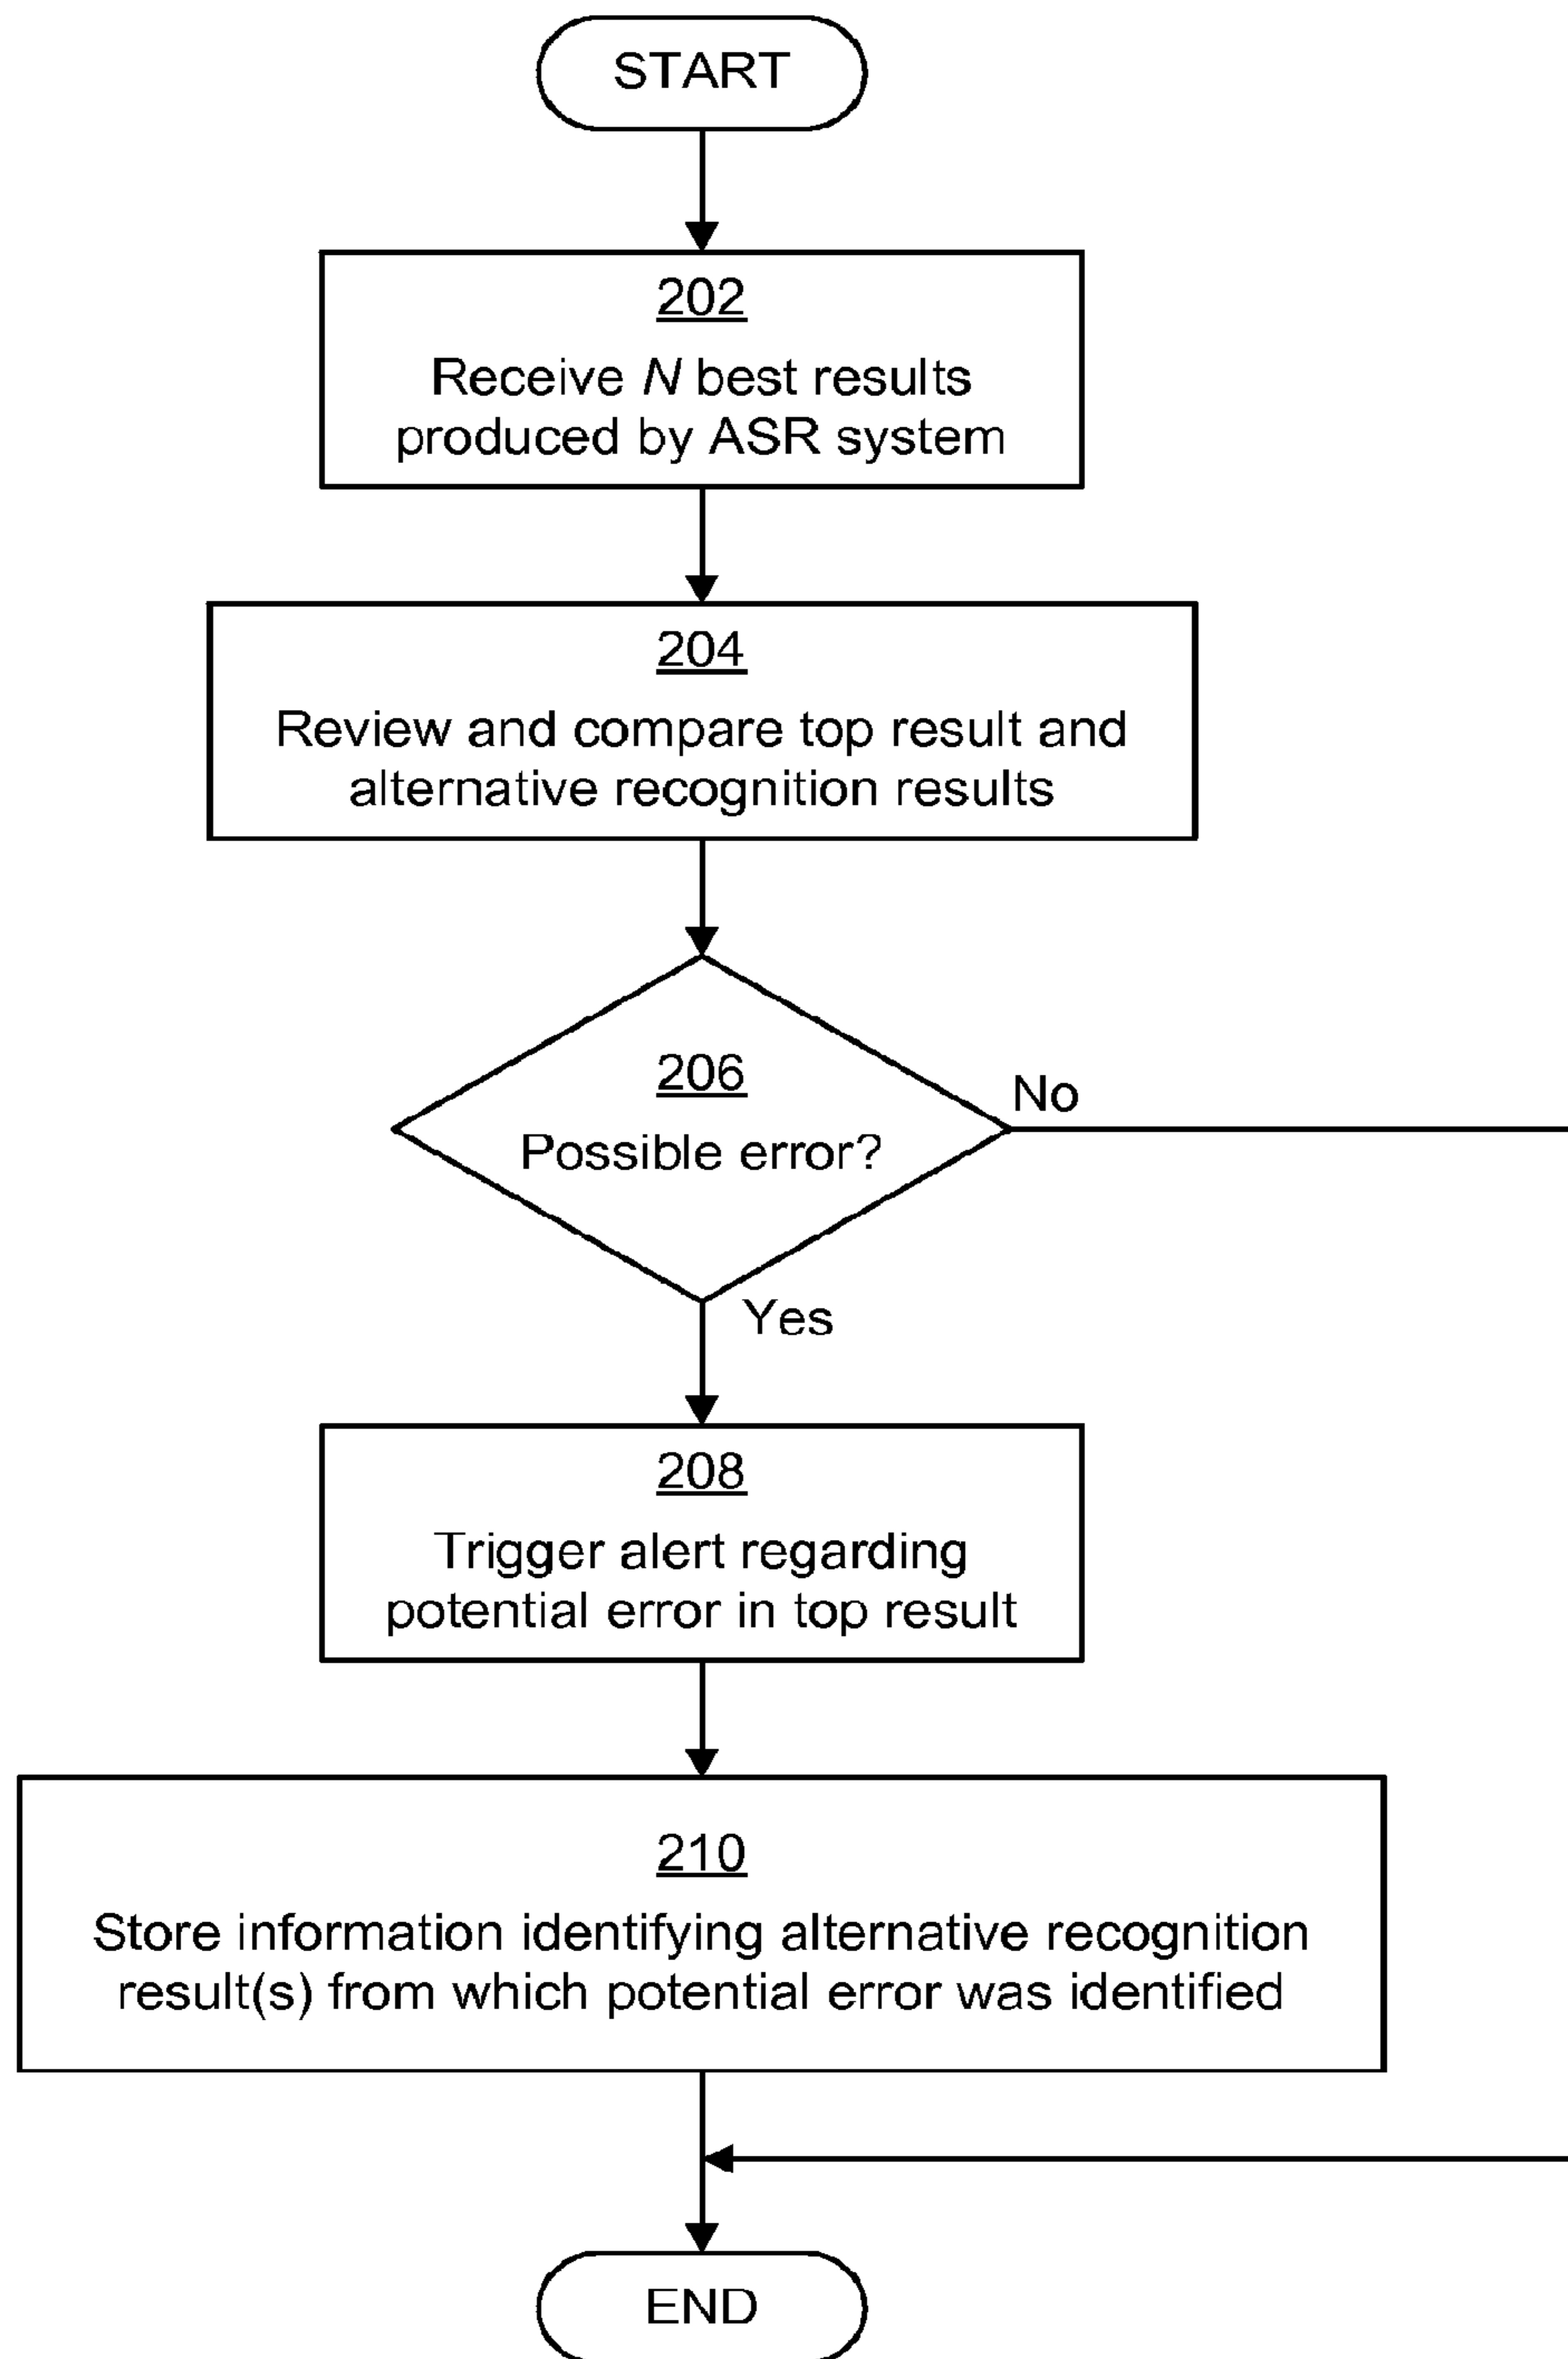 START
202
Receive N best results
produced by ASR system
204
Review and compare top result and
alternative recognition results
206
Possible error?
No
Yes
208
Trigger alert regarding
potential error in top result
210
Store information identifying alternative recognition
result(s) from which potential error was identified
END